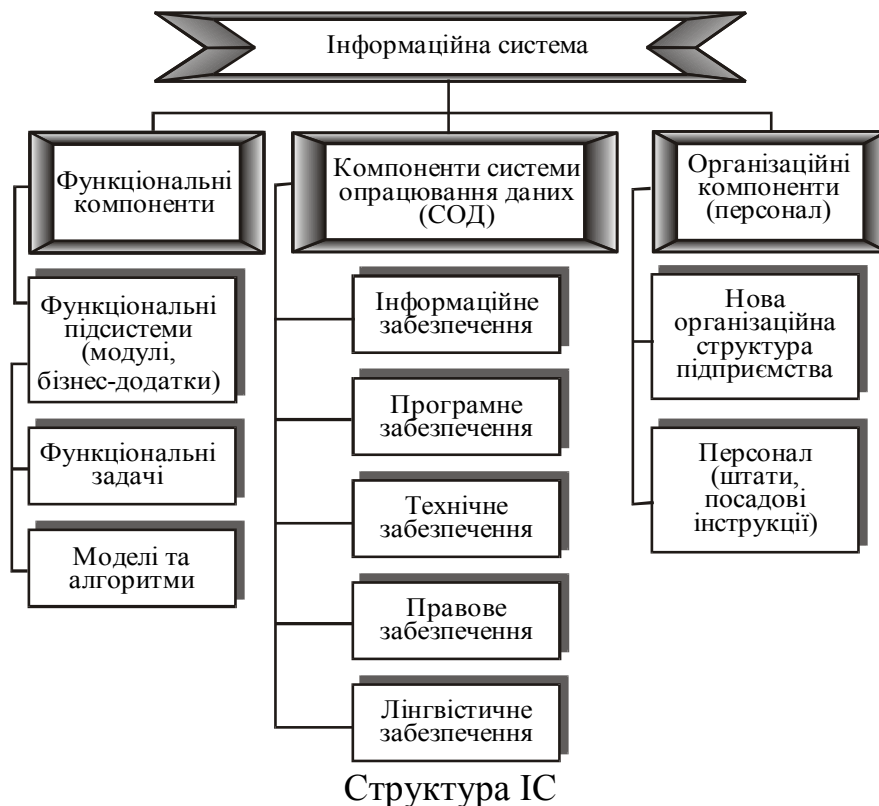 Інформаційна система
Функціональні
компоненти
Функціональні
підсистеми
(модулі,
бізнес-додатки)
Функціональні
задачі
Моделі та
алгоритми
Компоненти системи
опрацювання даних
(СОД)
Інформаційне
забезпечення
Програмне
забезпечення
Технічне
забезпечення
Правове
забезпечення
Лінгвістичне
забезпечення
Організаційні
компоненти
(персонал)
Нова
організаційна
структура
підприємства
Персонал
(штати,
посадові
інструкції)
Структура ІС